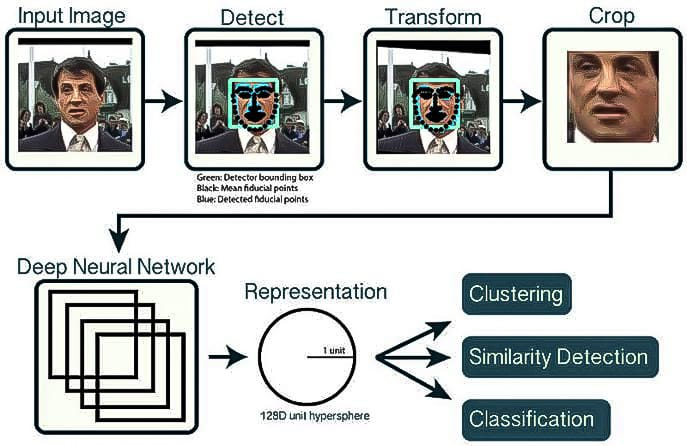 Input Image
Detect
Transform
Crop
Green: Detector bounding box
Black: Mean fiducial points
Blue: Detected fiducial points
Deep Neural Network
Representation
1 unit
128D unit hypersphere
Clustering
Similarity Detection
Classification